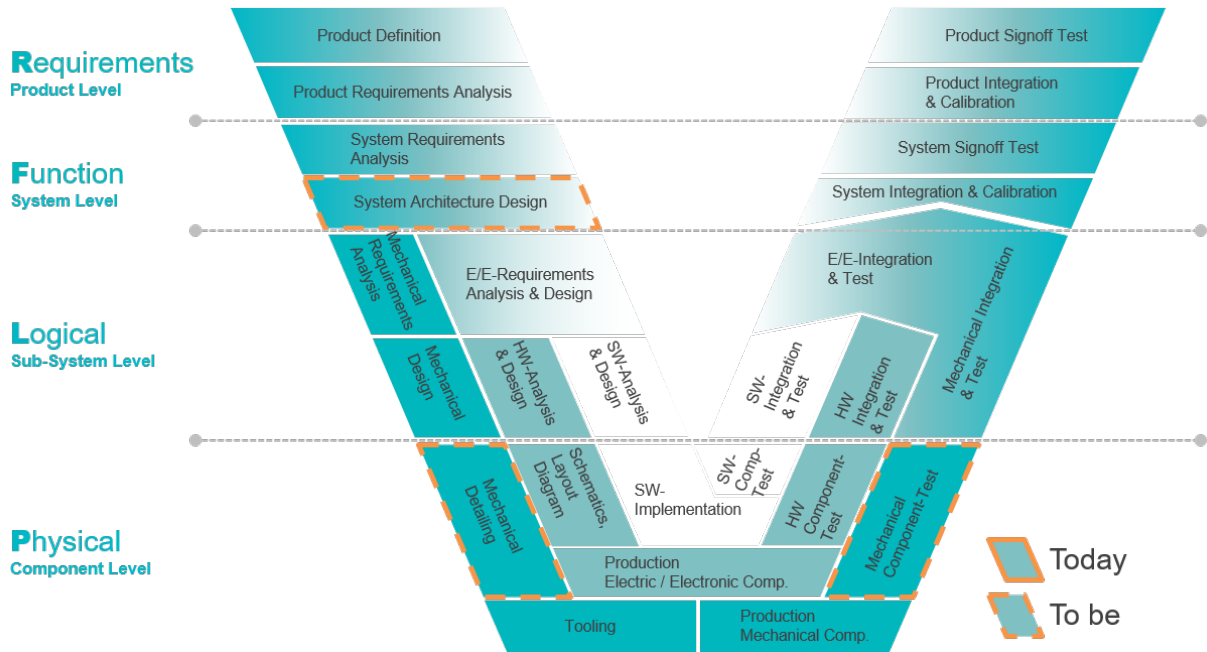 Requirements
Product Level
Function
System Level
Logical
Sub-System Level
Physical
Component Level
Product Definition
Product Requirements Analysis
System Requirements
Analysis
System Architecture Design
Mechanical
Requirements
Analysis
E/E-Requirements
Analysis & Design
Mechanical
Design
HW-Analysis
& Design
SW-Analysis
& Design
Mechanical
Detailing
Schematics,
Layout
Diagram
SW-
Implementation
Production
Electric / Electronic Comp.
Tooling
Production
Mechanical Comp.
Product Signoff Test
Product Integration
& Calibration
System Signoff Test
System Integration & Calibration
E/E-Integration
& Test
Mechanical Integration
& Test
SW-
Integration
& Test
HW
Integration
& Test
SW-
Comp-
Test
HW
Component-
Test
Mechanical
Component-Test
Today
To be